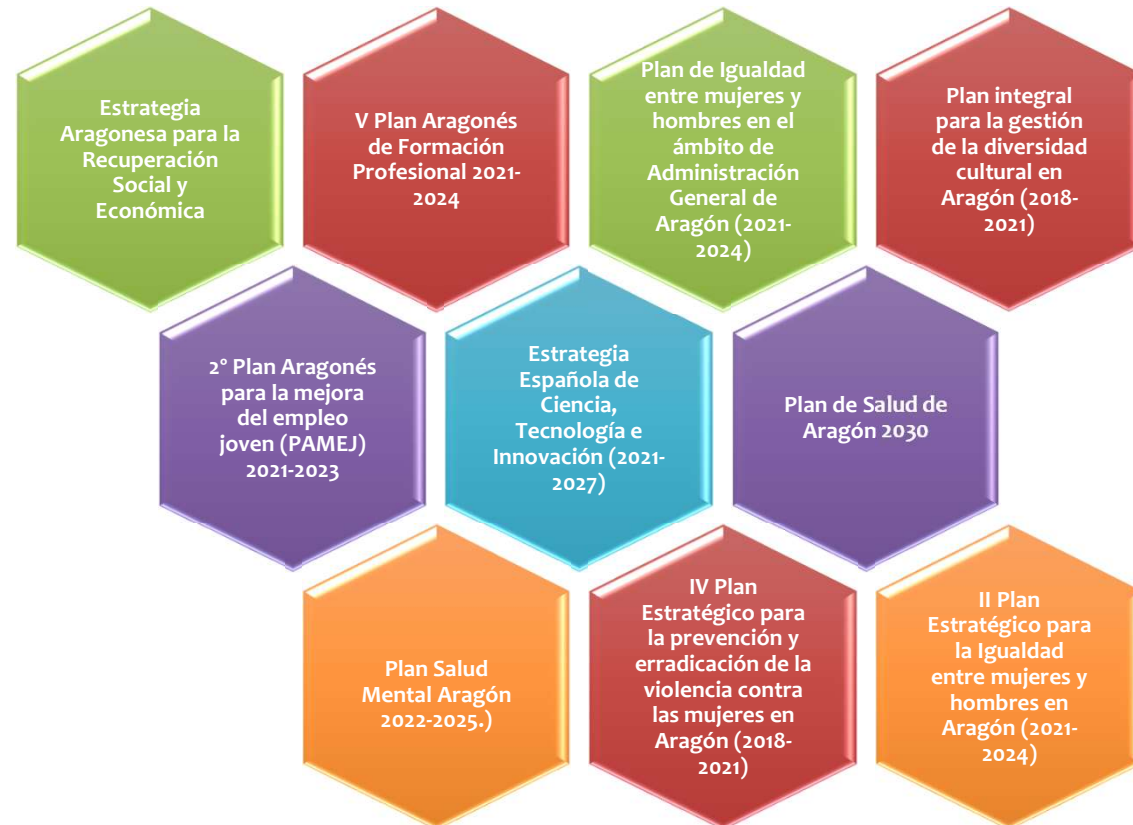 Estrategia
Aragonesa para la
Recuperación
Social y
Económica
V Plan Aragonés
de Formación
Profesional 2021-
2024
Plan de Igualdad
entre mujeres y
hombres en el
ámbito de
Administración
General de
Aragón (2021-
2024)
Plan integral
para la gestión
de la diversidad
cultural en
Aragón (2018-
2021)
2° Plan Aragonés
para la mejora
del empleo
joven (PAMEJ)
2021-2023
Estrategia
Española de
Ciencia,
Tecnología e
Innovación (2021-
2027)
Plan de Salud de
Aragón 2030
Plan Salud
Mental Aragón
2022-2025.)
IV Plan
Estratégico para
la prevención y
erradicación de la
violencia contra
las mujeres en
Aragón (2018-
2021)
II Plan
Estratégico para
la Igualdad
entre mujeres y
hombres en
Aragón (2021-
2024)